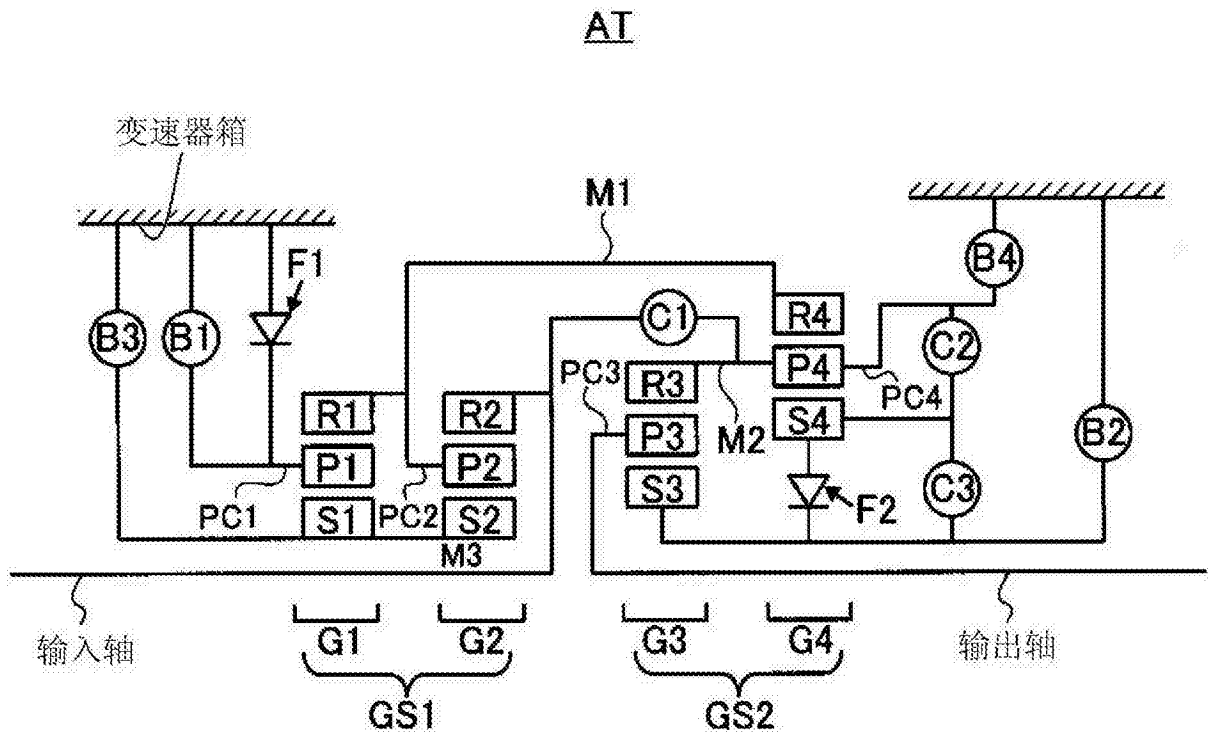 AT
变速器箱
M1
F1
B4
B3
B1
C1
R4
C2
PC3
R3
P4
PC4
R1
R2
M2
S4
B2
P3
P1
P2
S3
F2
C3
PC1
S1
PC2
S2
M3
输入轴
G1
G2
G3
G4
输出轴
GS1
GS2